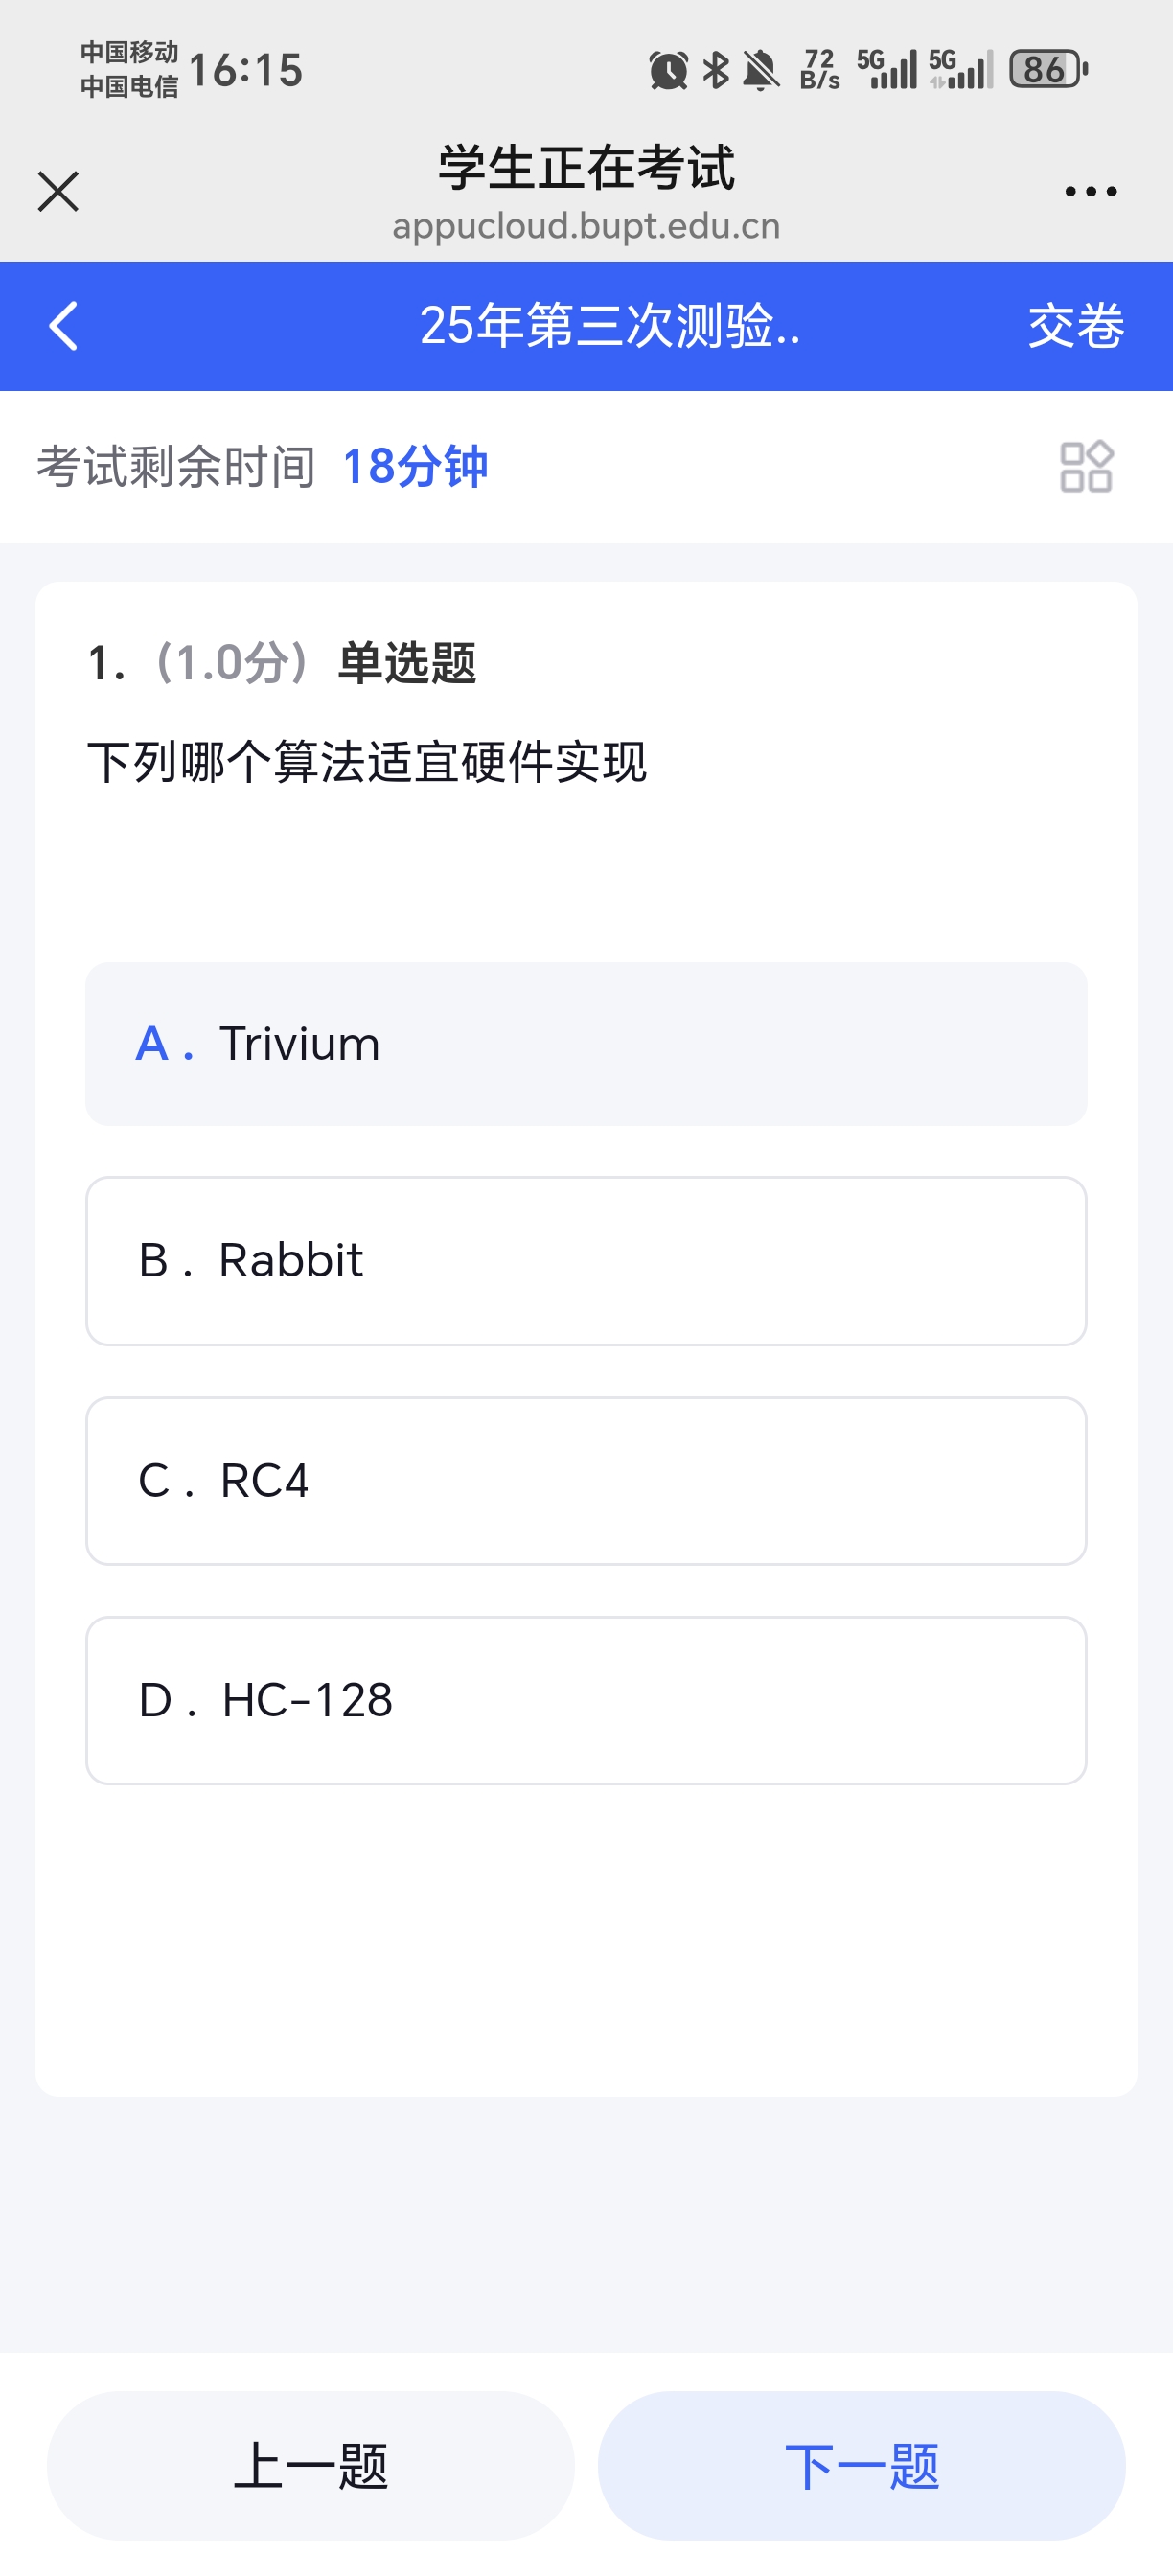 中国移动
中国电信
16:15
72
B/s
5G
5G
86
学生正在考试
appucloud.bupt.edu.cn
25年第三次测验..
交卷
考试剩余时间 18分钟
1. (1.0分) 单选题
下列哪个算法适宜硬件实现
A . Trivium
B . Rabbit
C . RC4
D . HC-128
上一题
下一题